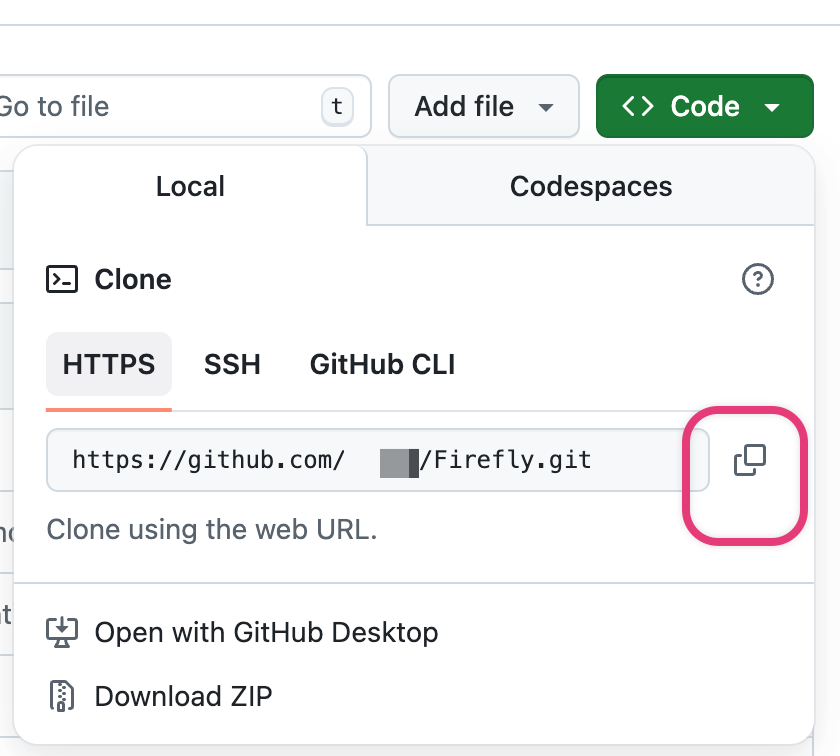 Go to file t Add file Code
Local Codespaces
Clone
HTTPS SSH GitHub CLI
https://github.com/ /Firefly.git
Clone using the web URL.
Open with GitHub Desktop
Download ZIP